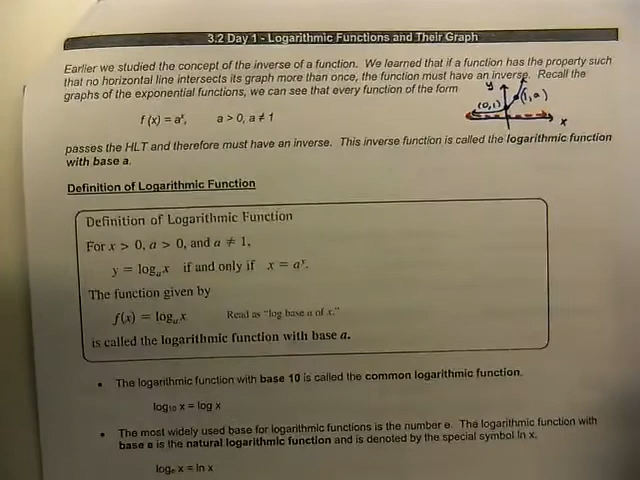 3.2 Day 1 - Logarithmic Functions and Their Graph
Earlier we studied the concept of the inverse of a function. We learned that if a function has the property such
that no horizontal line intersects its graph more than once, the function must have an inverse. Recall the
graphs of the exponential functions, we can see that every function of the form
y
(0,1)
(1,a)
x
f (x) = aˣ, a > 0, a ≠ 1
passes the HLT and therefore must have an inverse. This inverse function is called the logarithmic function
with base a.
Definition of Logarithmic Function
Definition of Logarithmic Function
For x > 0, a > 0, and a ≠ 1,
y = logₐx if and only if x = aʸ.
The function given by
f(x) = logₐx Read as "log base a of x."
is called the logarithmic function with base a.
• The logarithmic function with base 10 is called the common logarithmic function.
log₁₀ x = log x
• The most widely used base for logarithmic functions is the number e. The logarithmic function with
base e is the natural logarithmic function and is denoted by the special symbol ln x.
logₑ x = ln x